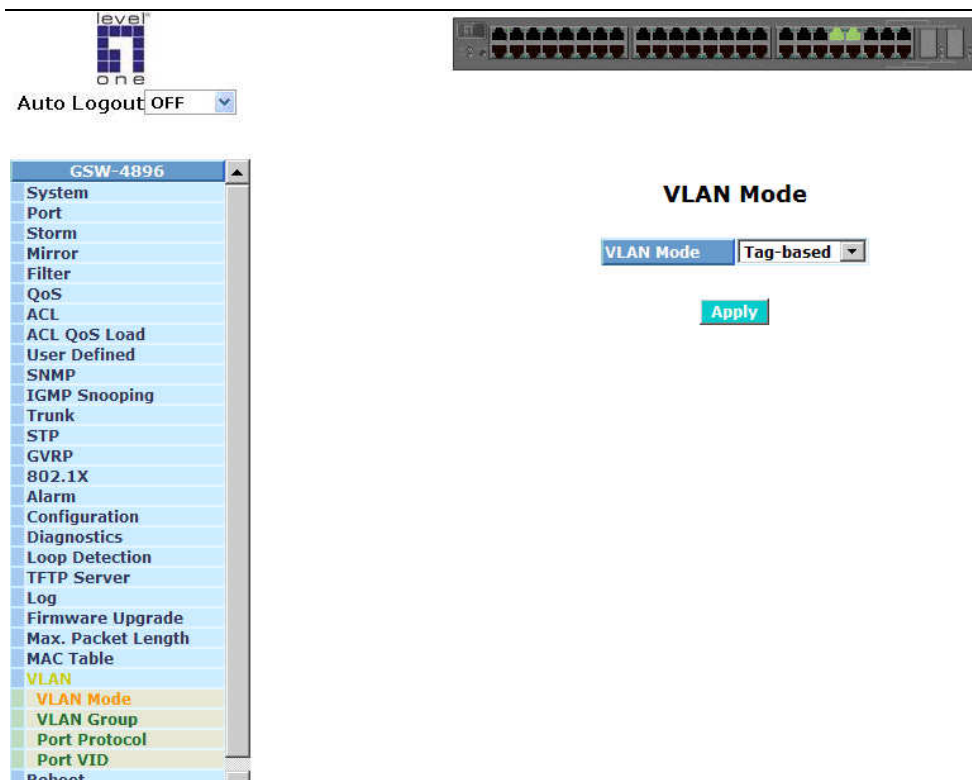 level
one
Auto Logout OFF
GSW-4896
System
Port
Storm
Mirror
Filter
QoS
ACL
ACL QoS Load
User Defined
SNMP
IGMP Snooping
Trunk
STP
GVRP
802.1X
Alarm
Configuration
Diagnostics
Loop Detection
TFTP Server
Log
Firmware Upgrade
Max. Packet Length
MAC Table
VLAN
VLAN Mode
VLAN Group
Port Protocol
Port VID
Reboot
VLAN Mode
VLAN Mode Tag-based
Apply